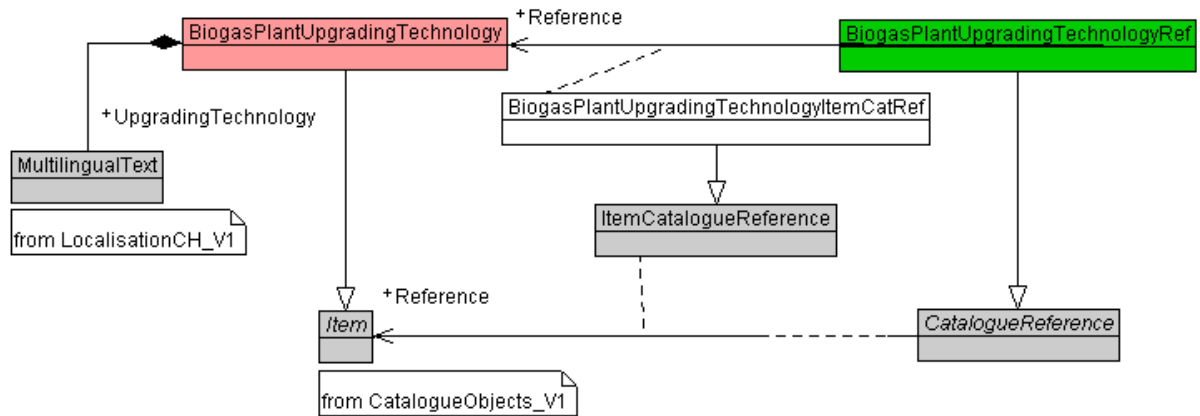 +Reference
BiogasPlantUpgradingTechnology
BiogasPlantUpgradingTechnologyRef
BiogasPlantUpgradingTechnologyItemCatRef
+UpgradingTechnology
MultilingualText
ItemCatalogueReference
from LocalisationCH_V1
+Reference
Item
CatalogueReference
from CatalogueObjects_V1